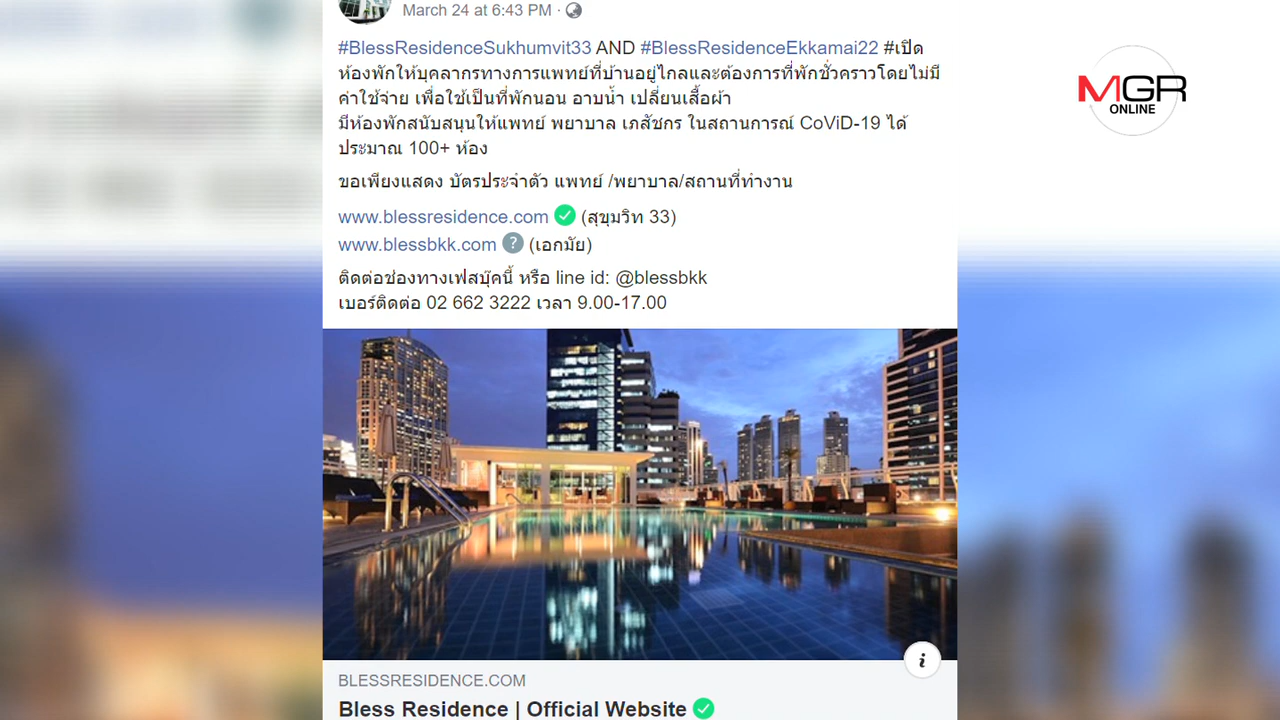 March 24 at 6:43 PM ·
#BlessResidenceSukhumvit33 AND #BlessResidenceEkkamai22 #เปิด
ห้องพักให้บุคลากรทางการแพทย์ที่บ้านอยู่ไกลและต้องการที่พักชั่วคราวโดยไม่มี
ค่าใช้จ่าย เพื่อใช้เป็นที่พักนอน อาบน้ำ เปลี่ยนเสื้อผ้า
มีห้องพักสนับสนุนให้แพทย์ พยาบาล เภสัชกร ในสถานการณ์ CoViD-19 ได้
ประมาณ 100+ ห้อง
ขอเพียงแสดง บัตรประจำตัว แพทย์ /พยาบาล/สถานที่ทำงาน
www.blessresidence.com (สุขุมวิท 33)
www.blessbkk.com ? (เอกมัย)
ติดต่อช่องทางเฟสบุ๊คนี้ หรือ line id: @blessbkk
เบอร์ติดต่อ 02 662 3222 เวลา 9.00-17.00
i
BLESSRESIDENCE.COM
Bless Residence | Official Website
MGR
ONLINE